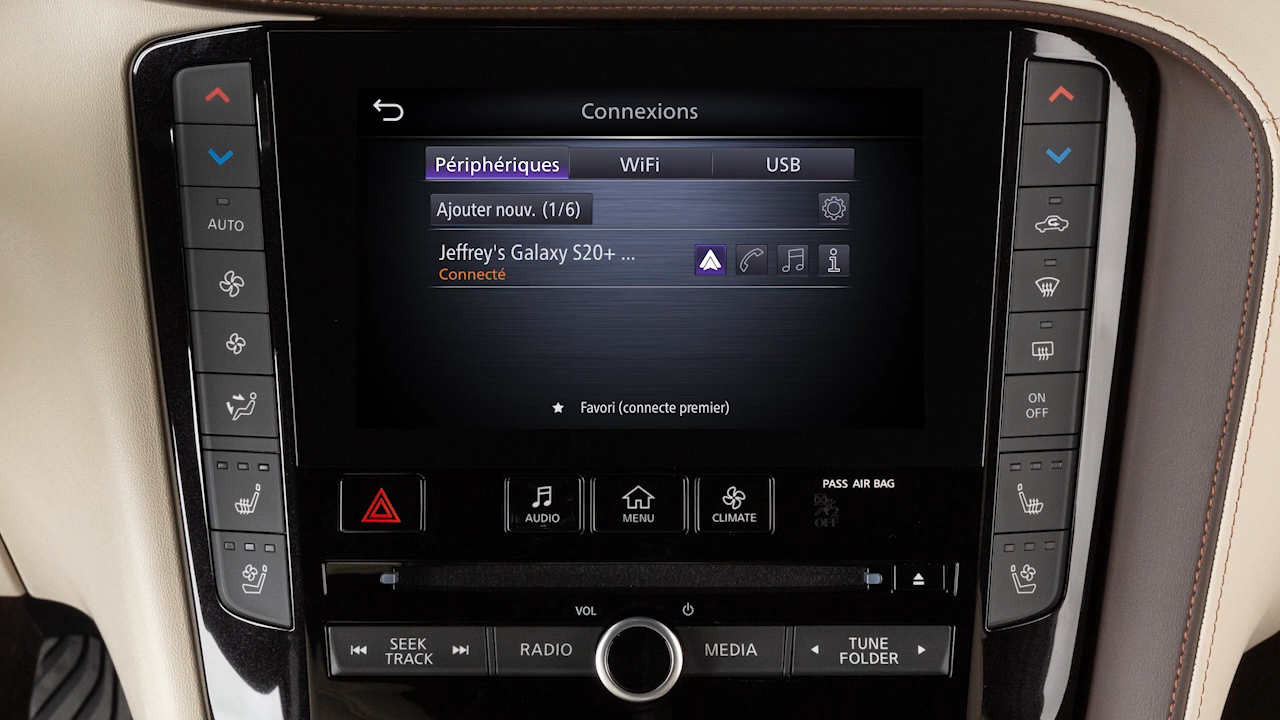 Connexions
Périphériques WiFi USB
Ajouter nouv. (1/6)
Jeffrey's Galaxy S20+ ...
Connecté
★ Favori (connecte premier)
AUTO
ON
OFF
AUDIO
MENU
CLIMATE
PASS AIR BAG
OFF
VOL
SEEK
TRACK
RADIO
MEDIA
TUNE
FOLDER